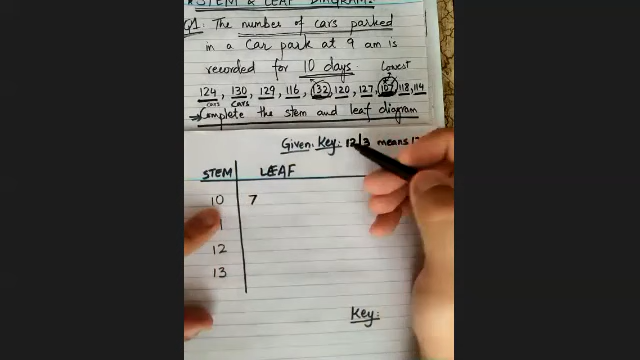 STEM & LEAF DIAGRAM:
Q1: The number of cars parked
in a Car park at 9 am is
recorded for 10 days. Lowest
124, 130, 129, 116, 132, 120, 127, 107, 118, 114
cars cars
Complete the stem and leaf diagram
Given Key: 12|3 means 12
STEM LEAF
10 7
1
12
13
Key: